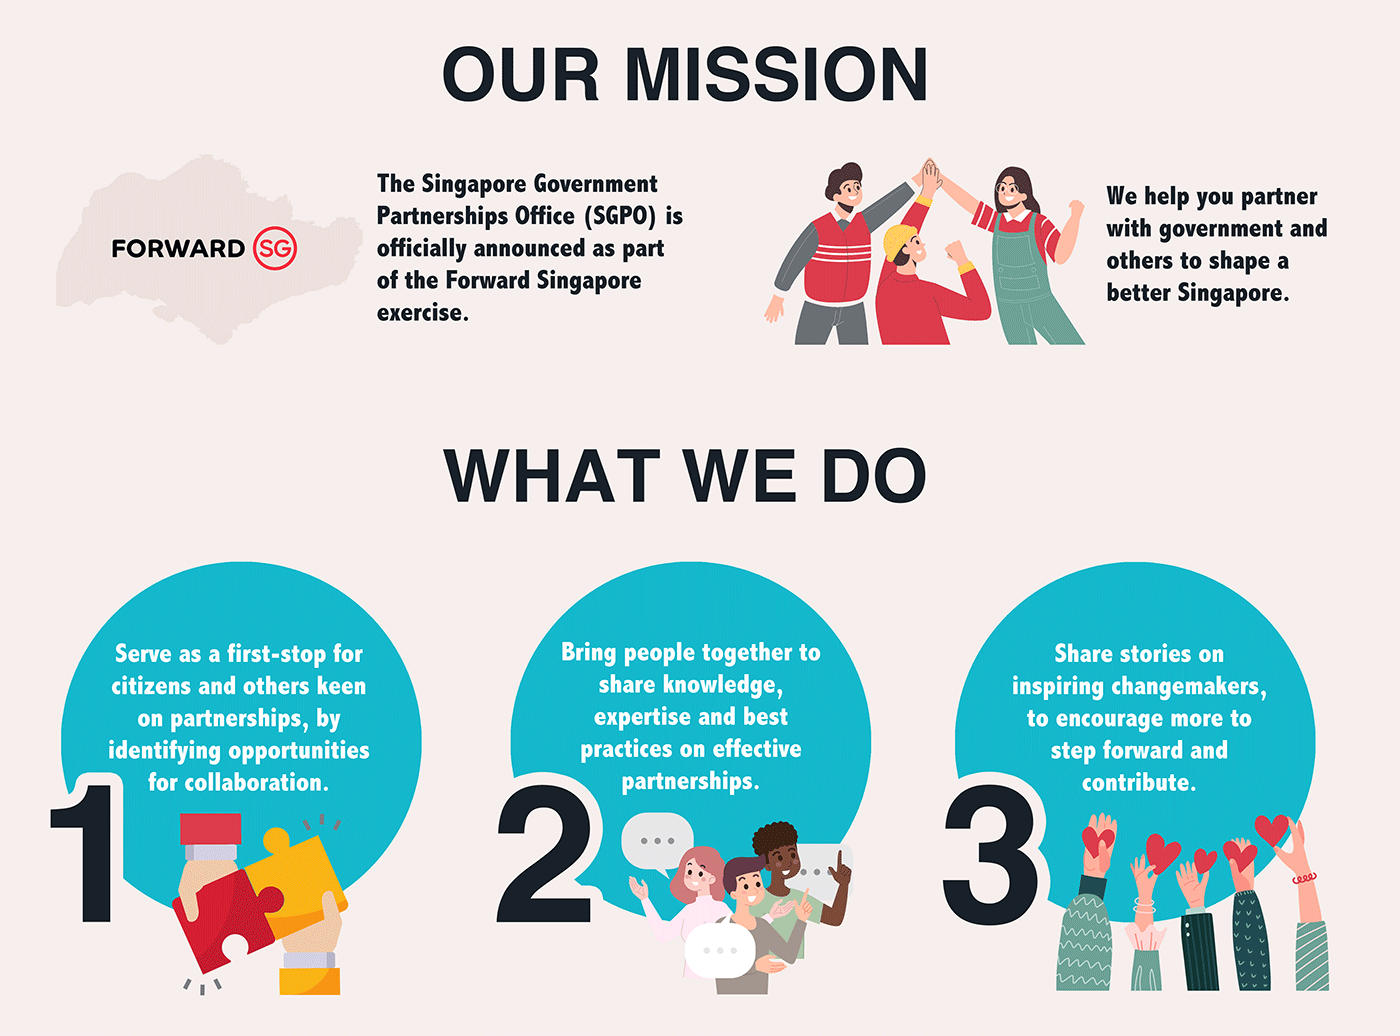 OUR MISSION
FORWARD SG
The Singapore Government
Partnerships Office (SGPO) is
officially announced as part
of the Forward Singapore
exercise.
We help you partner
with government and
others to shape a
better Singapore.
WHAT WE DO
Serve as a first-stop for
citizens and others keen
on partnerships, by
identifying opportunities
for collaboration.
1
Bring people together to
share knowledge,
expertise and best
practices on effective
partnerships.
2
Share stories on
inspiring changemakers,
to encourage more to
step forward and
contribute.
3